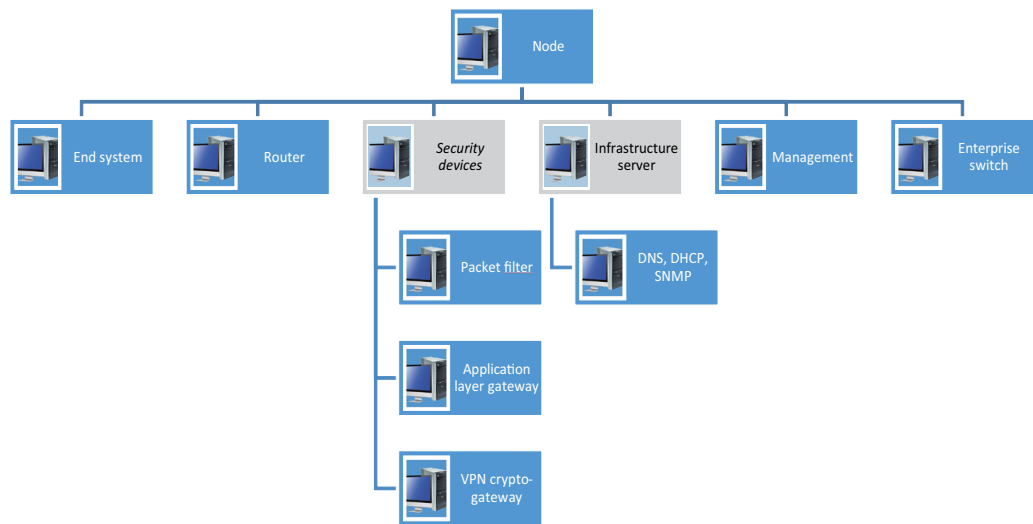 Node
End system
Router
Security
devices
Infrastructure
server
Management
Enterprise
switch
Packet filter
DNS, DHCP,
SNMP
Application
layer gateway
VPN crypto-
gateway